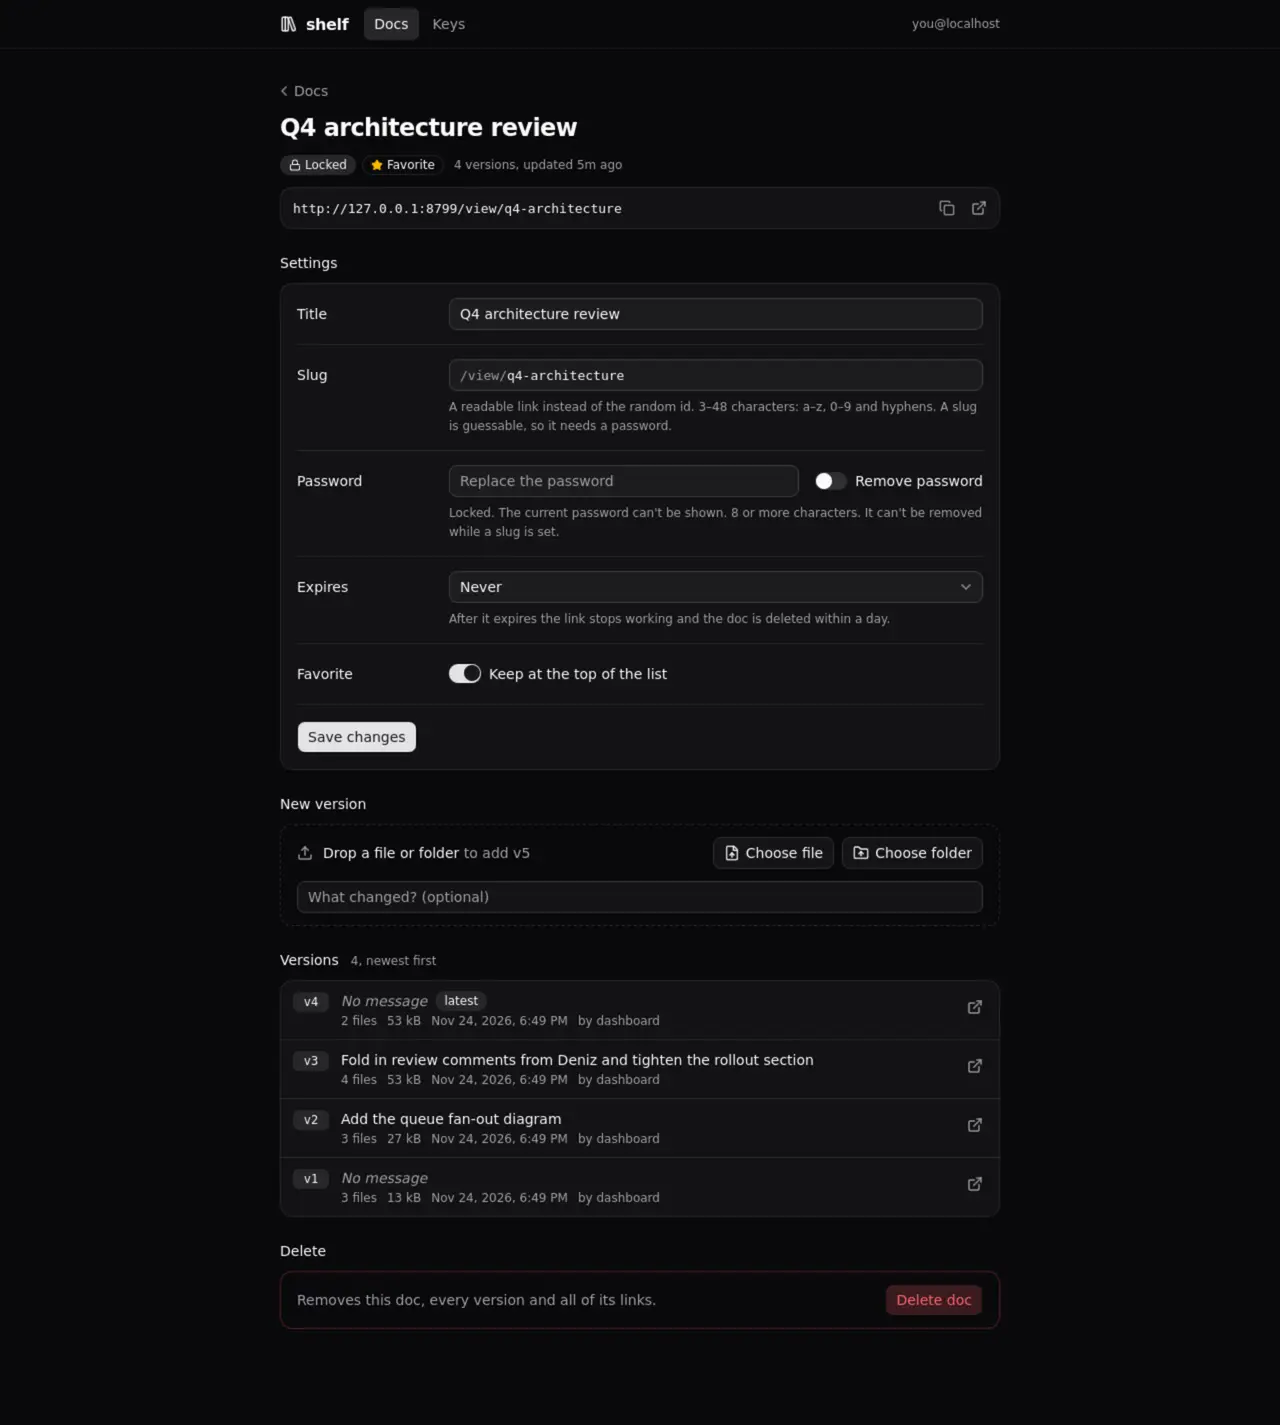 shelf Docs Keys you@localhost
Docs
Q4 architecture review
Locked Favorite 4 versions, updated 5m ago
http://127.0.0.1:8799/view/q4-architecture
Settings
Title Q4 architecture review
Slug /view/q4-architecture
A readable link instead of the random id. 3–48 characters: a–z, 0–9 and hyphens. A slug
is guessable, so it needs a password.
Password Replace the password Remove password
Locked. The current password can't be shown. 8 or more characters. It can't be removed
while a slug is set.
Expires Never
After it expires the link stops working and the doc is deleted within a day.
Favorite Keep at the top of the list
Save changes
New version
Drop a file or folder to add v5 Choose file Choose folder
What changed? (optional)
Versions 4, newest first
v4 No message latest
2 files 53 kB Nov 24, 2026, 6:49 PM by dashboard
v3 Fold in review comments from Deniz and tighten the rollout section
4 files 53 kB Nov 24, 2026, 6:49 PM by dashboard
v2 Add the queue fan-out diagram
3 files 27 kB Nov 24, 2026, 6:49 PM by dashboard
v1 No message
3 files 13 kB Nov 24, 2026, 6:49 PM by dashboard
Delete
Removes this doc, every version and all of its links. Delete doc